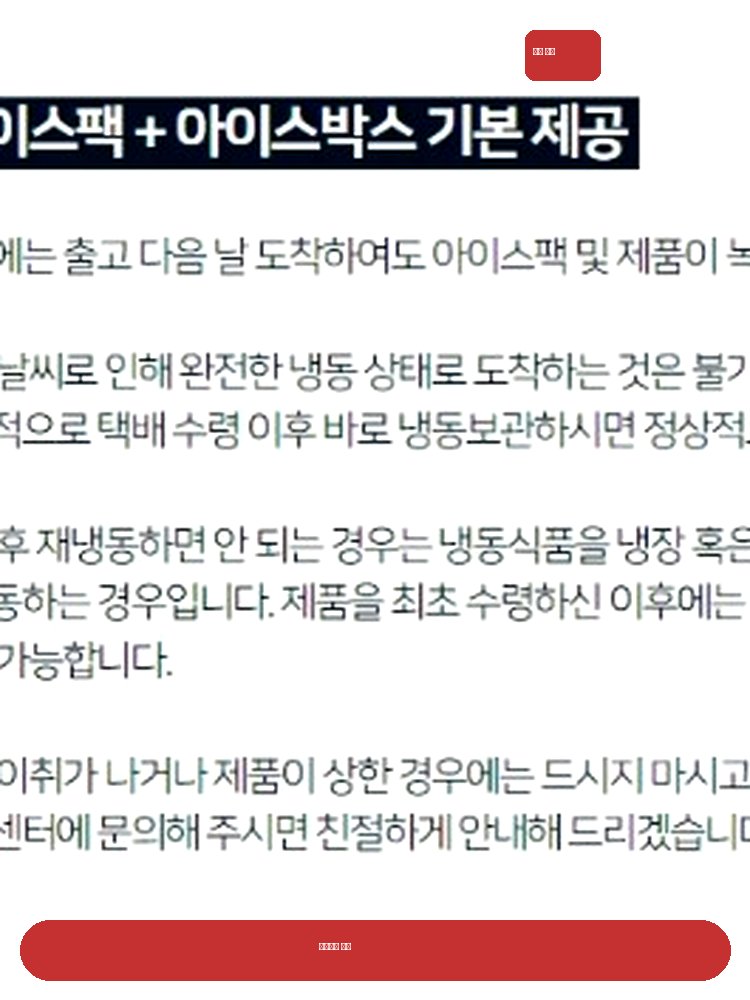 이스팩 + 아이스박스 기본 제공
에는 출고 다음 날 도착하여도 아이스팩 및 제품이 녹
날씨로 인해 완전한 냉동 상태로 도착하는 것은 불가
적으로 택배 수령 이후 바로 냉동보관하시면 정상적
후 재냉동하면 안 되는 경우는 냉동식품을 냉장 혹은
동하는 경우입니다. 제품을 최초 수령하신 이후에는
가능합니다.
이취가 나거나 제품이 상한 경우에는 드시지 마시고
센터에 문의해 주시면 친절하게 안내해 드리겠습니다